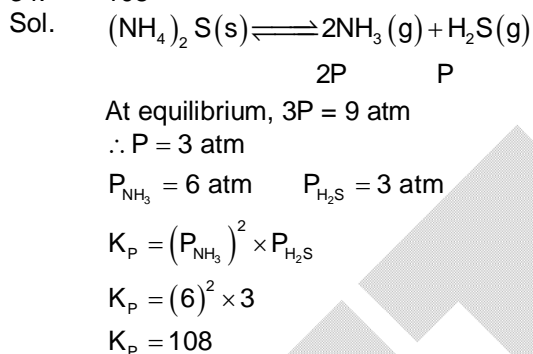 Sol. (NH₄)₂ S(s) ⇌ 2NH₃ (g) + H₂S(g)
2P P
At equilibrium, 3P = 9 atm
∴ P = 3 atm
P_NH₃ = 6 atm P_H₂S = 3 atm
K_P = (P_NH₃)² × P_H₂S
K_P = (6)² × 3
K_P = 108